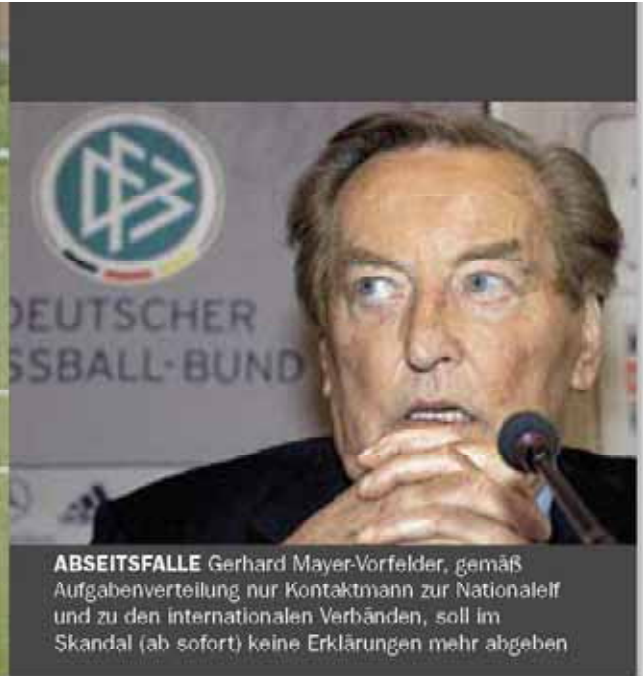 DFB
DEUTSCHER
SSBALL-BUND
adidas
ABSEITSFALLE Gerhard Mayer-Vorfelder, gemäß
Aufgabenverteilung nur Kontaktmann zur Nationalelf
und zu den internationalen Verbänden, soll im
Skandal (ab sofort) keine Erklärungen mehr abgeben